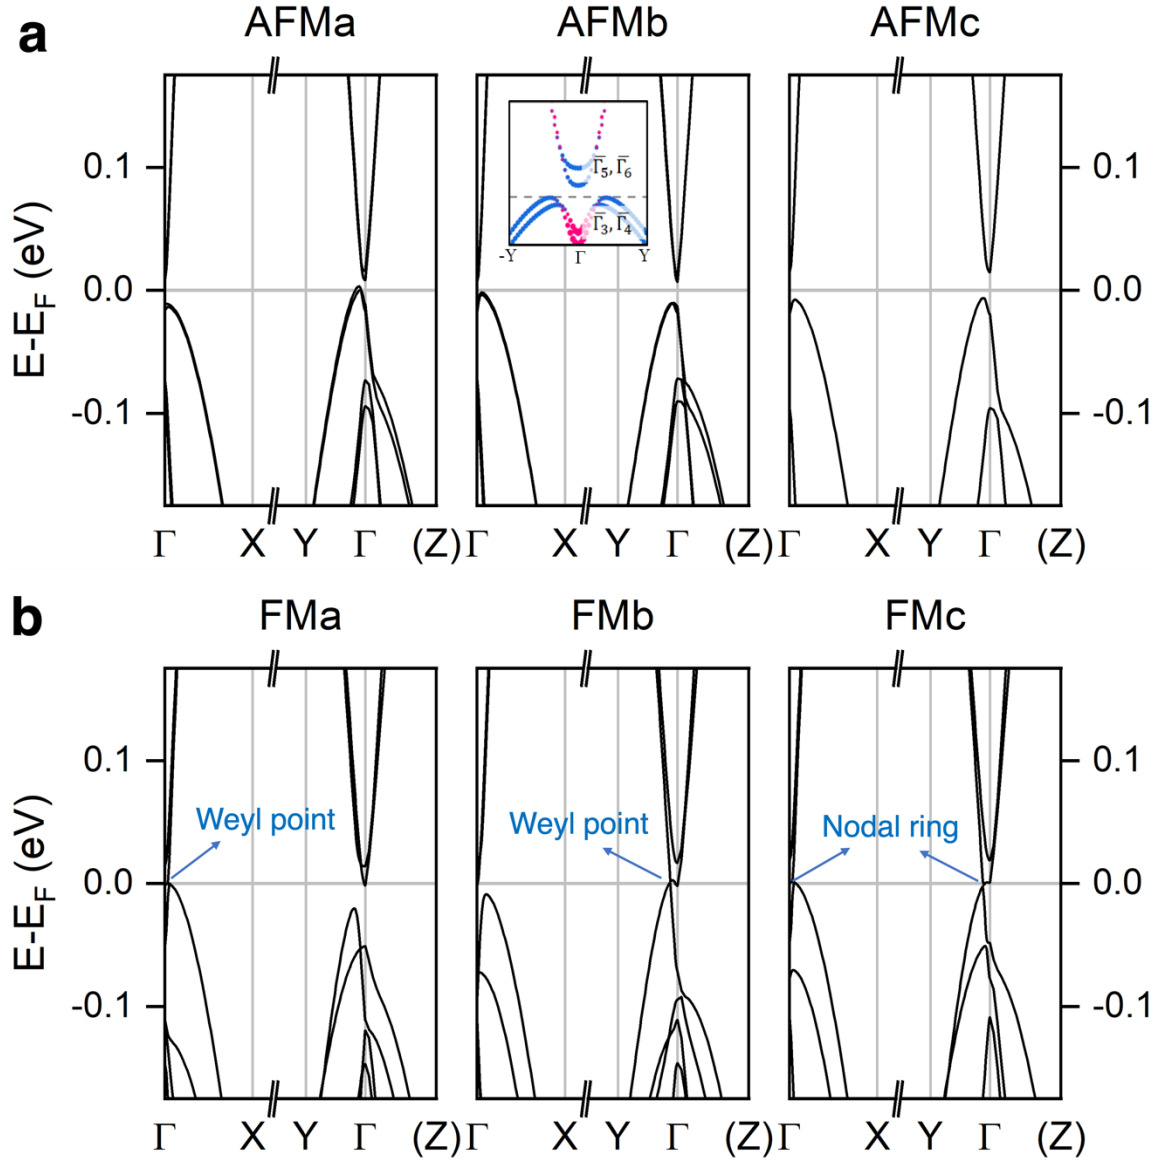 a
AFMa AFMb AFMc
E-E_F (eV)
0.1 0.1
0.0 0.0
-0.1 -0.1
Γ̄₅, Γ̄₆
Γ̄₃, Γ̄₄
-Y Γ Y
Γ X Y Γ (Z) Γ X Y Γ (Z) Γ X Y Γ (Z)
b
FMa FMb FMc
E-E_F (eV)
0.1 0.1
Weyl point Weyl point Nodal ring
0.0 0.0
-0.1 -0.1
Γ X Y Γ (Z) Γ X Y Γ (Z) Γ X Y Γ (Z)